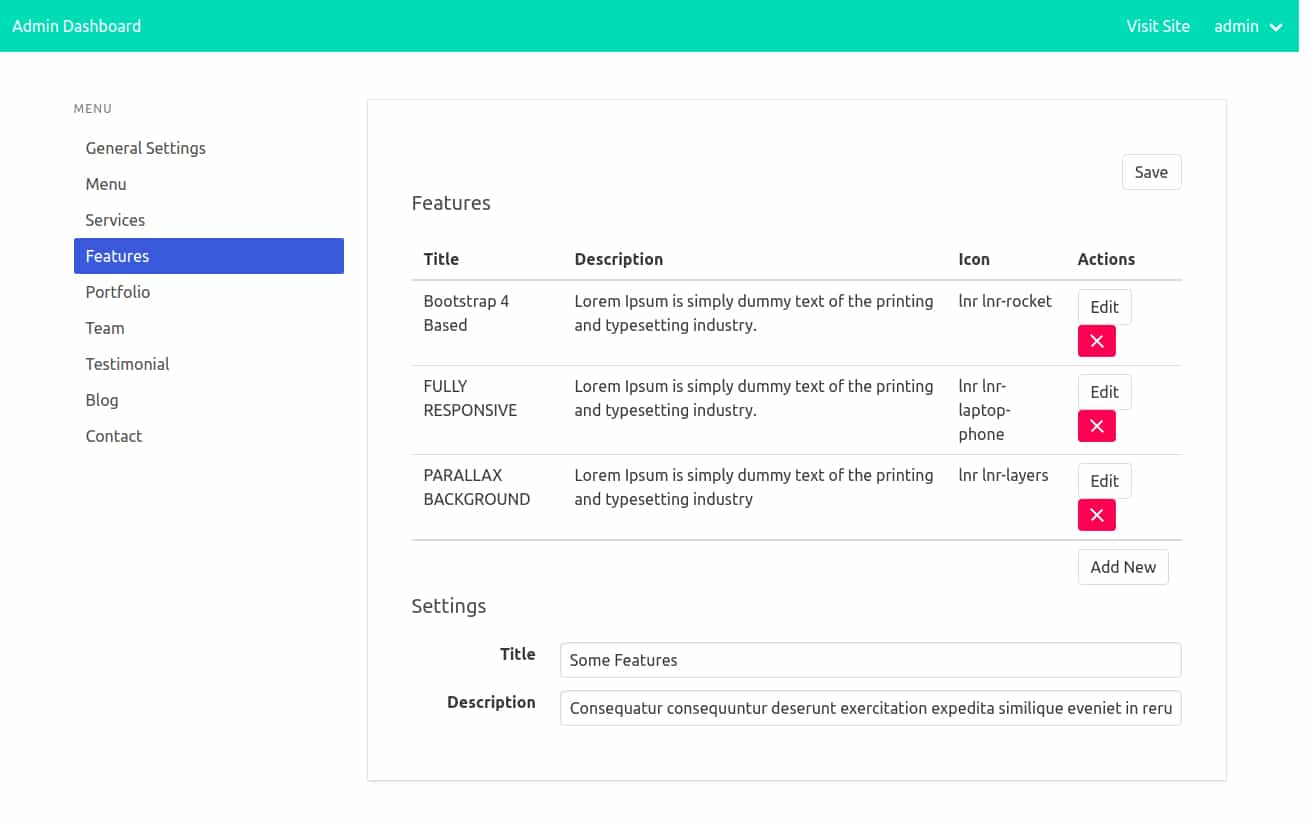 Admin Dashboard
Visit Site
admin
MENU
General Settings
Menu
Services
Features
Portfolio
Team
Testimonial
Blog
Contact
Save
Features
Title Description Icon Actions
Bootstrap 4
Based
Lorem Ipsum is simply dummy text of the printing
and typesetting industry.
lnr lnr-rocket
Edit
FULLY
RESPONSIVE
Lorem Ipsum is simply dummy text of the printing
and typesetting industry.
lnr lnr-
laptop-
phone
Edit
PARALLAX
BACKGROUND
Lorem Ipsum is simply dummy text of the printing
and typesetting industry
lnr lnr-layers
Edit
Add New
Settings
Title
Some Features
Description
Consequatur consequuntur deserunt exercitation expedita similique eveniet in reru